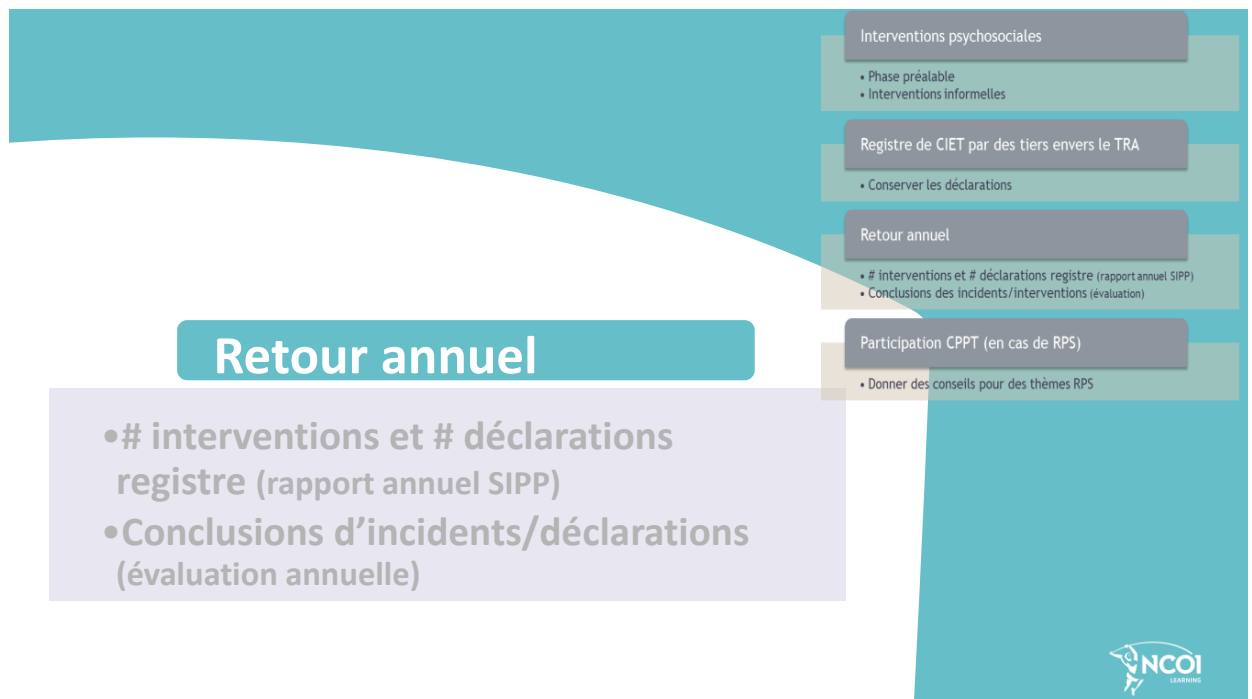 Interventions psychosociales
• Phase préalable
• Interventions informelles
Registre de CIET par des tiers envers le TRA
• Conserver les déclarations
Retour annuel
• # interventions et # déclarations registre (rapport annuel SIPP)
• Conclusions des incidents/interventions (évaluation)
Participation CPPT (en cas de RPS)
• Donner des conseils pour des thèmes RPS
Retour annuel
•# interventions et # déclarations
registre (rapport annuel SIPP)
•Conclusions d’incidents/déclarations
(évaluation annuelle)
NCOI
LEARNING